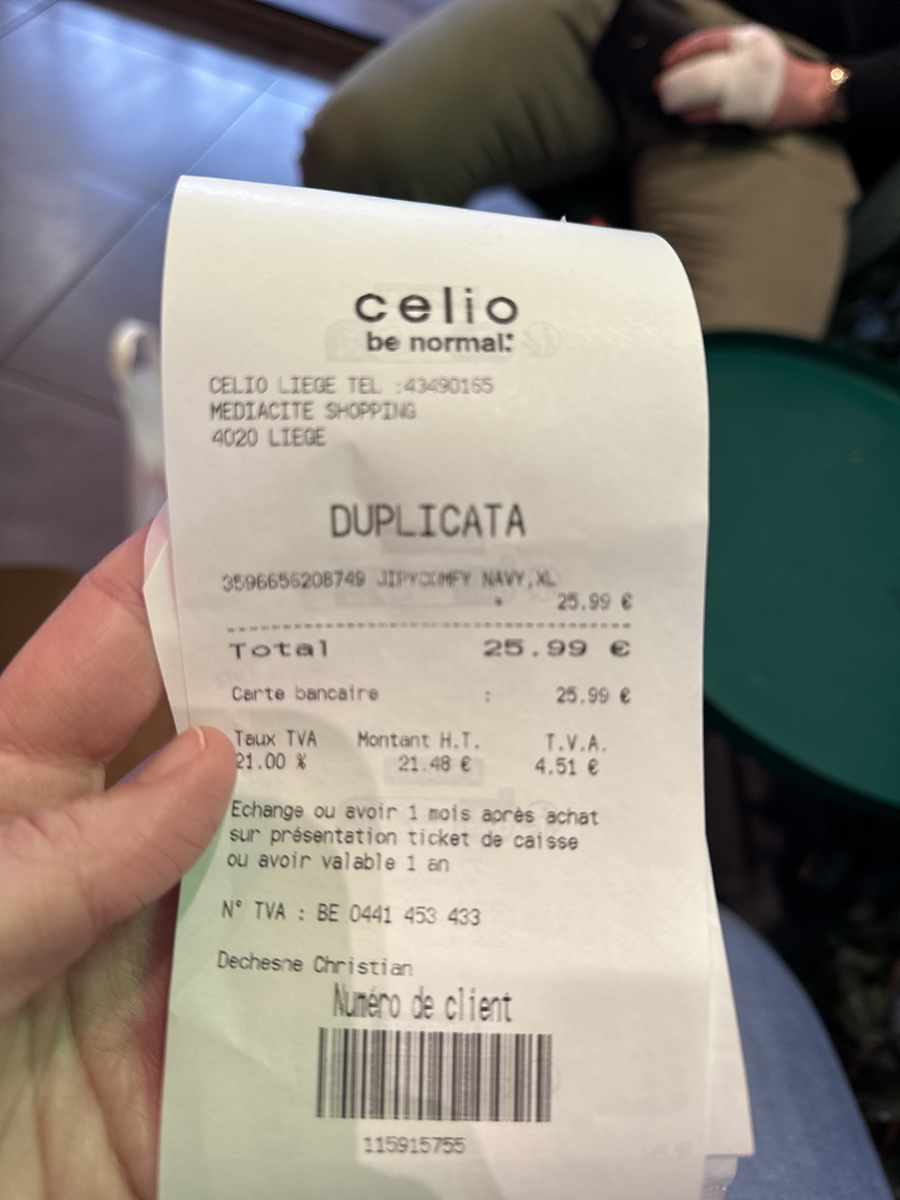 celio
be normal:
CELIO LIEGE TEL :43490165
MEDIACITE SHOPPING
4020 LIEGE
DUPLICATA
3596656208749 JIPYCOMFY NAVY,XL
* 25.99 €
Total 25.99 €
Carte bancaire : 25.99 €
Taux TVA Montant H.T. T.V.A.
21.00 % 21.48 € 4.51 €
Echange ou avoir 1 mois après achat
sur présentation ticket de caisse
ou avoir valable 1 an
N° TVA : BE 0441 453 433
Dechesne Christian
Numéro de client
115915755